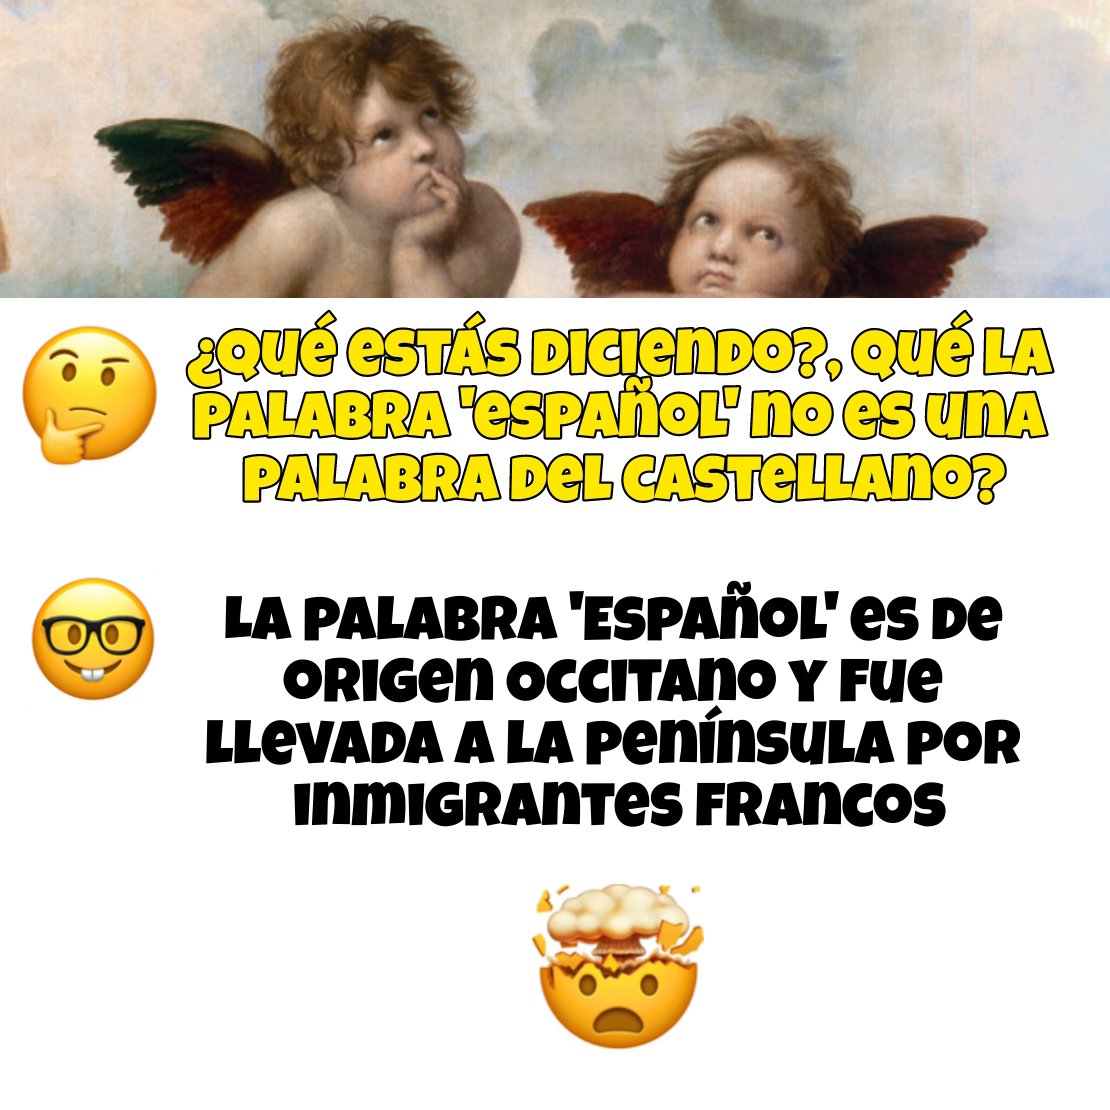 ¿Qué estás diciendo?, Qué la
palabra 'español' no es una
palabra del castellano?
La palabra 'Español' es de
origen occitano y fue
llevada a la península por
inmigrantes francos